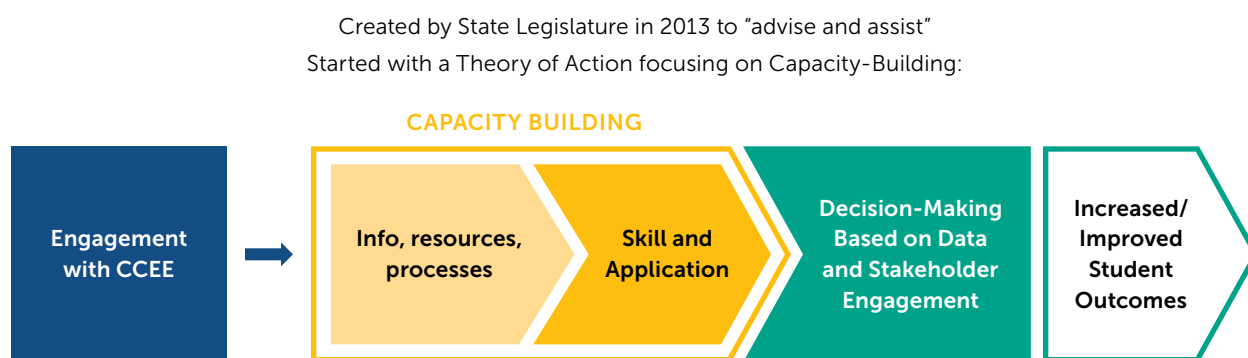 Created by State Legislature in 2013 to “advise and assist”
Started with a Theory of Action focusing on Capacity-Building:
CAPACITY BUILDING
Engagement
with CCEE
Info, resources,
processes
Skill and
Application
Decision-Making
Based on Data
and Stakeholder
Engagement
Increased/
Improved
Student
Outcomes